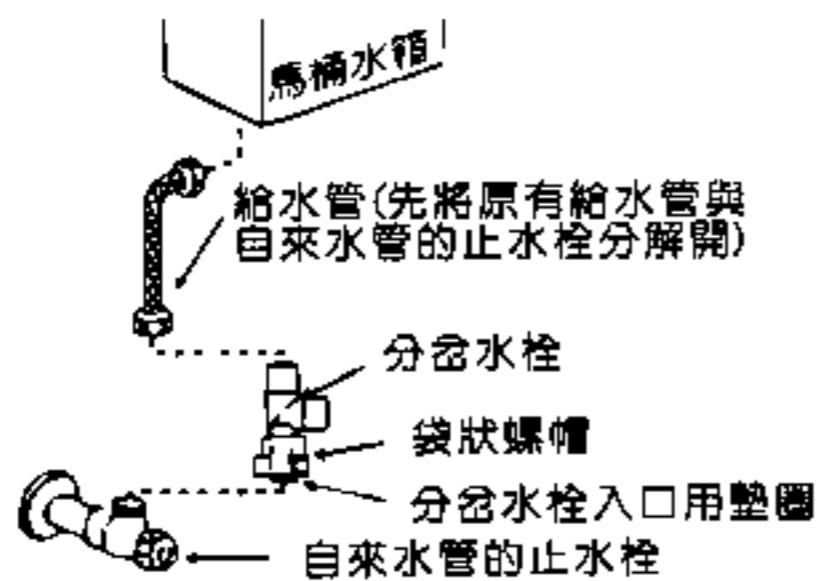 馬桶水箱
給水管(先將原有給水管與
自來水管的止水栓分解開)
分岔水栓
袋狀螺帽
分岔水栓入口用墊圈
自來水管的止水栓